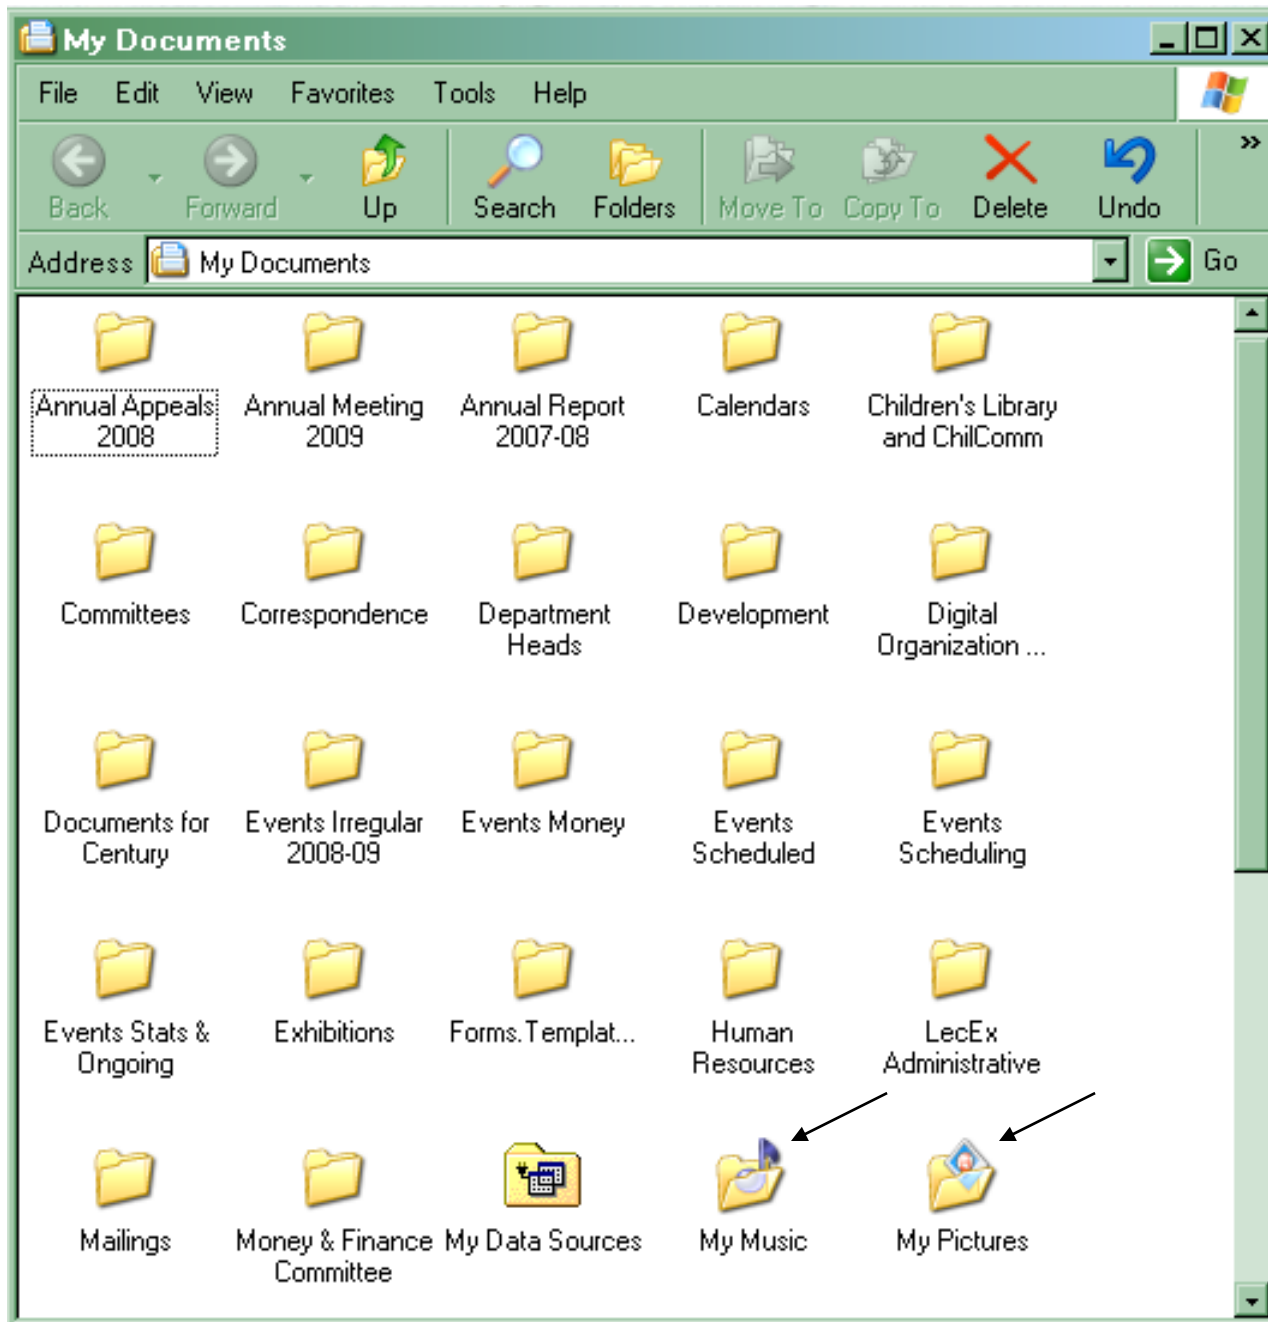 My Documents
File Edit View Favorites Tools Help
»
Back Forward Up Search Folders Move To Copy To Delete Undo
Address My Documents Go
Annual Appeals
2008
Annual Meeting
2009
Annual Report
2007-08
Calendars
Children's Library
and ChilComm
Committees
Correspondence
Department
Heads
Development
Digital
Organization ...
Documents for
Century
Events Irregular
2008-09
Events Money
Events
Scheduled
Events
Scheduling
Events Stats &
Ongoing
Exhibitions
Forms.Templat...
Human
Resources
LecEx
Administrative
Mailings
Money & Finance
Committee
My Data Sources
My Music
My Pictures